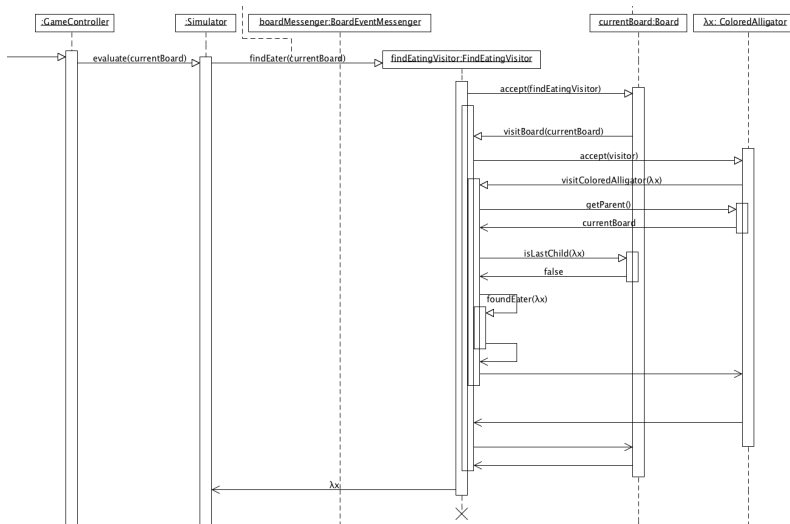 :GameController
:Simulator
boardMessenger:BoardEventMessenger
currentBoard:Board
λx: ColoredAlligator
evaluate(currentBoard)
findEater(currentBoard)
findEatingVisitor:FindEatingVisitor
accept(findEatingVisitor)
visitBoard(currentBoard)
accept(visitor)
visitColoredAlligator(λx)
getParent()
currentBoard
isLastChild(λx)
false
foundEater(λx)
λx